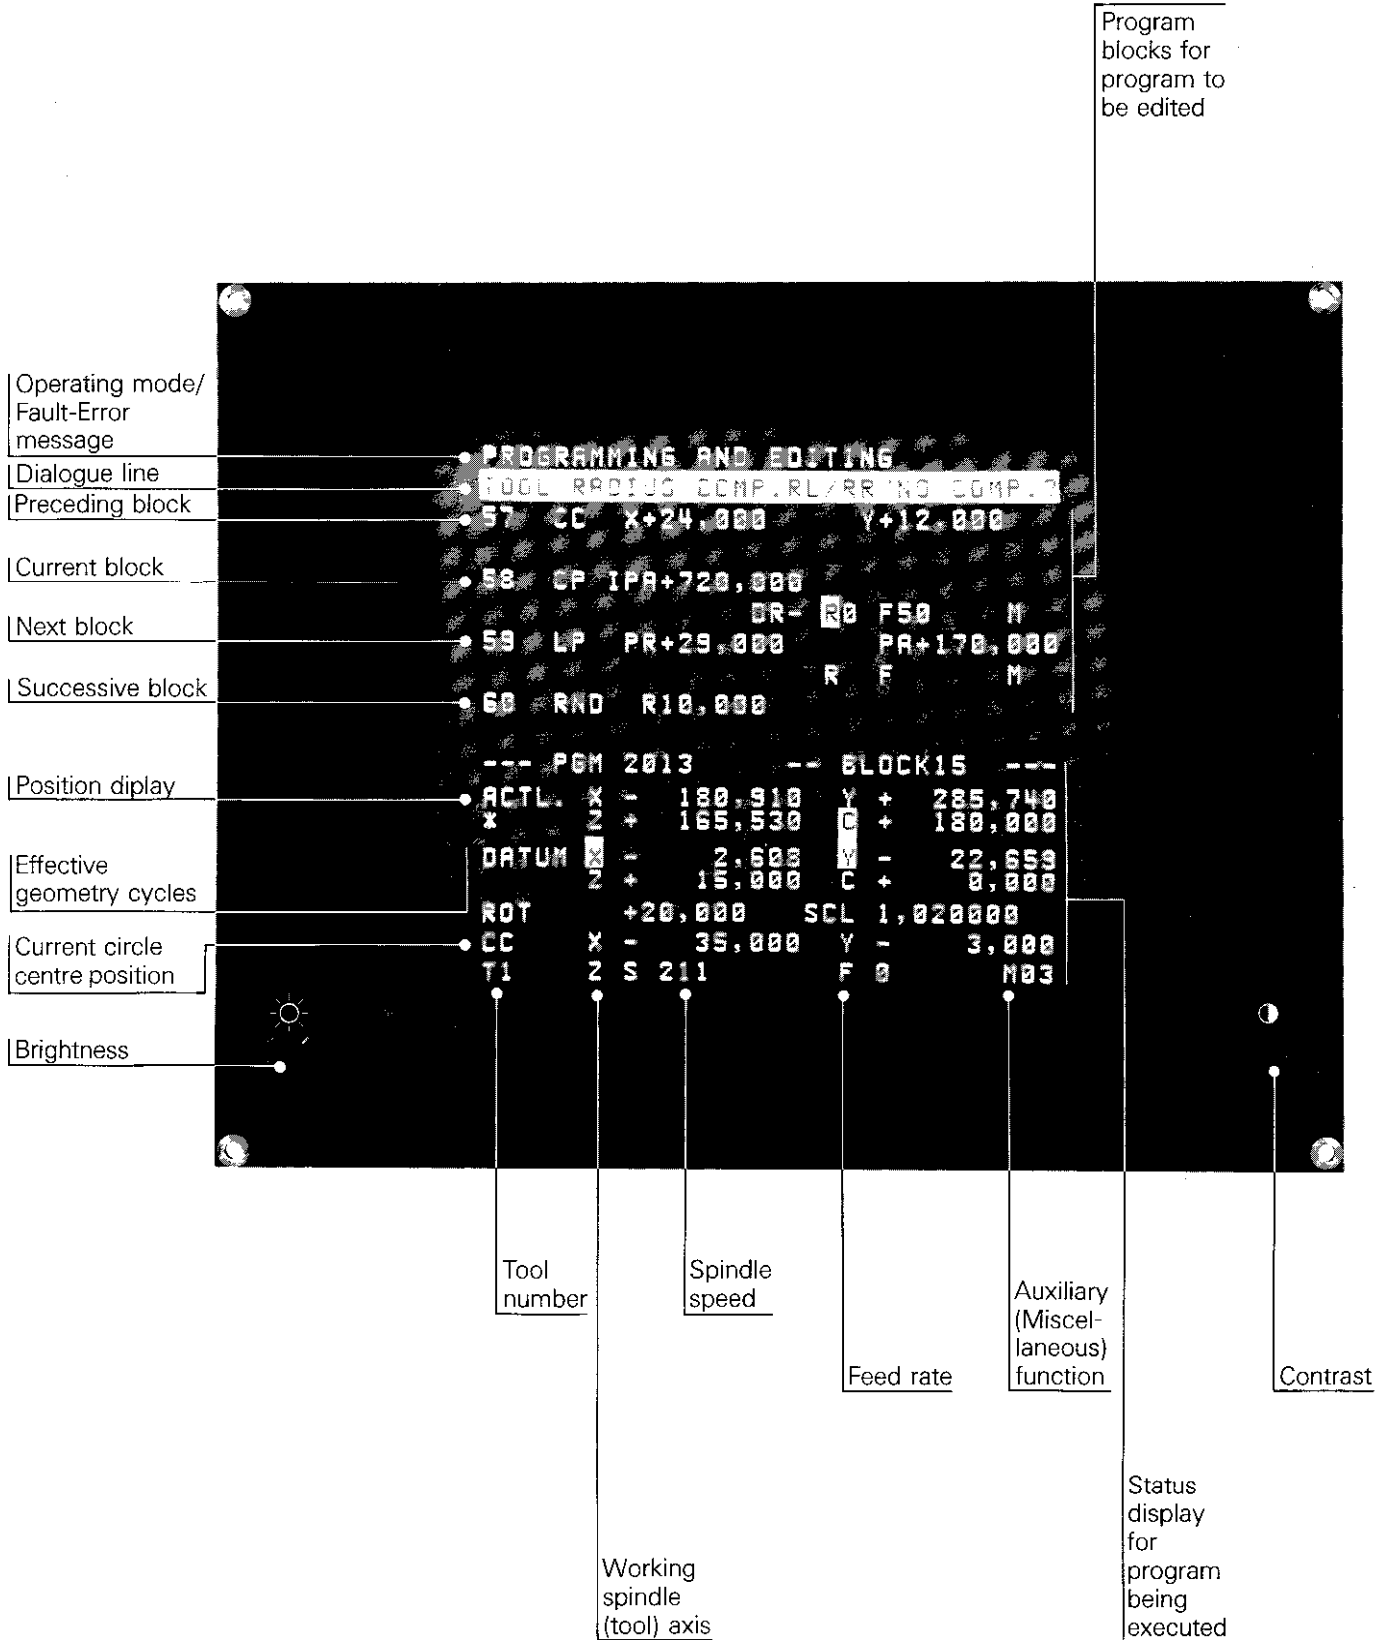 Program
blocks for
program to
be edited
Operating mode/
Fault-Error
message
Dialogue line
Preceding block
Current block
Next block
Successive block
Position diplay
Effective
geometry cycles
Current circle
centre position
Brightness
PROGRAMMING AND EDITING
TOOL RADIUS COMP.RL/RR/NO COMP.?
57 CC X+24,000 Y+12,000
58 CP IPA+720,000
DR- R0 F50 M
59 LP PR+29,000 PA+170,000
R F M
60 RND R10,000
--- PGM 2013 -- BLOCK15 ---
ACTL. X - 180,910 Y + 285,740
* Z + 165,530 C + 180,000
DATUM X - 2,608 Y - 22,659
Z + 15,000 C + 0,000
ROT +20,000 SCL 1,020000
CC X - 35,000 Y - 3,000
T1 Z S 211 F 0 M03
Tool
number
Spindle
speed
Auxiliary
(Miscel-
laneous)
function
Feed rate
Contrast
Status
display
for
program
being
executed
Working
spindle
(tool) axis